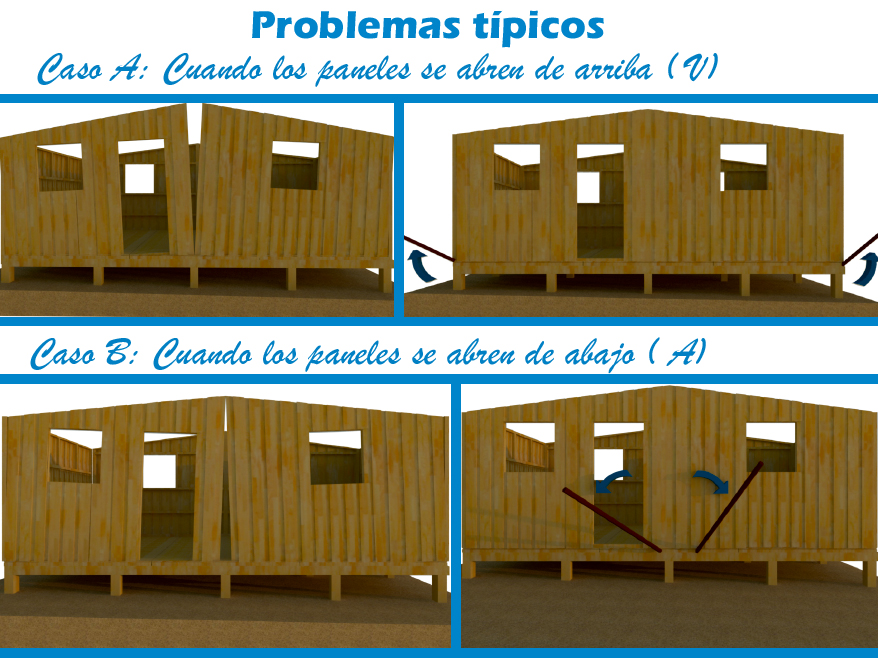 Problemas típicos
Caso A: Cuando los paneles se abren de arriba (V)
Caso B: Cuando los paneles se abren de abajo ( A)